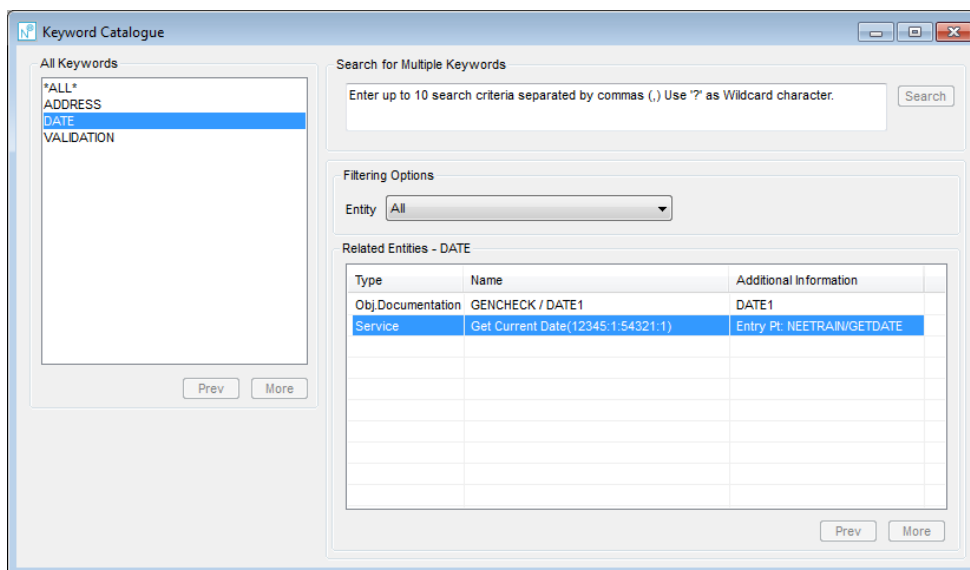 Keyword Catalogue
All Keywords
*ALL*
ADDRESS
DATE
VALIDATION
Prev More
Search for Multiple Keywords
Enter up to 10 search criteria separated by commas (,) Use '?' as Wildcard character.
Search
Filtering Options
Entity All
Related Entities - DATE
Type Name Additional Information
Obj.Documentation GENCHECK / DATE1 DATE1
Service Get Current Date(12345:1:54321:1) Entry Pt: NEETRAIN/GETDATE
Prev More